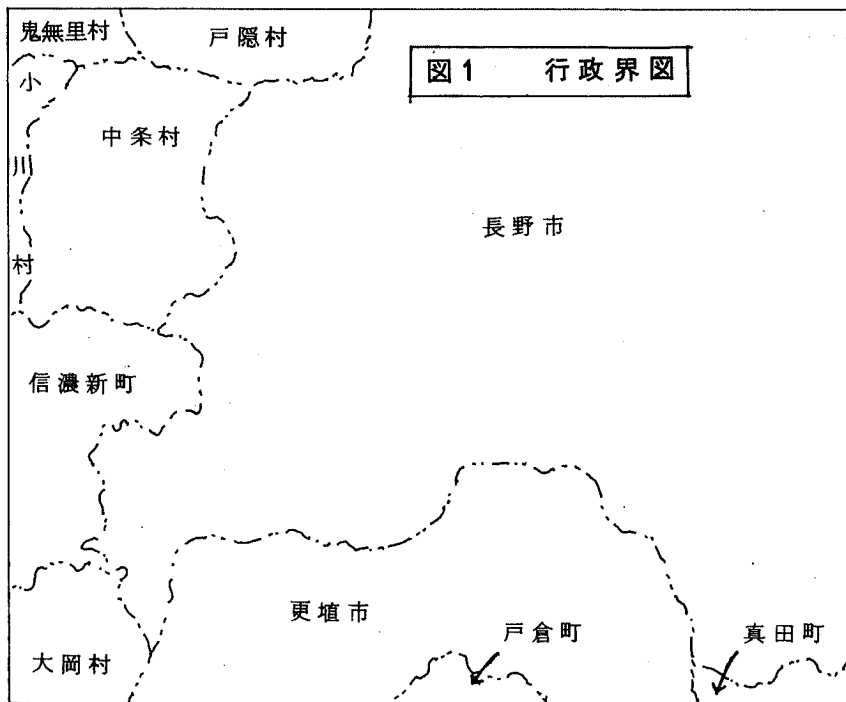 鬼無里村
戸隠村
図1 行政界図
小川村
中条村
長野市
信濃新町
更埴市
戸倉町
真田町
大岡村